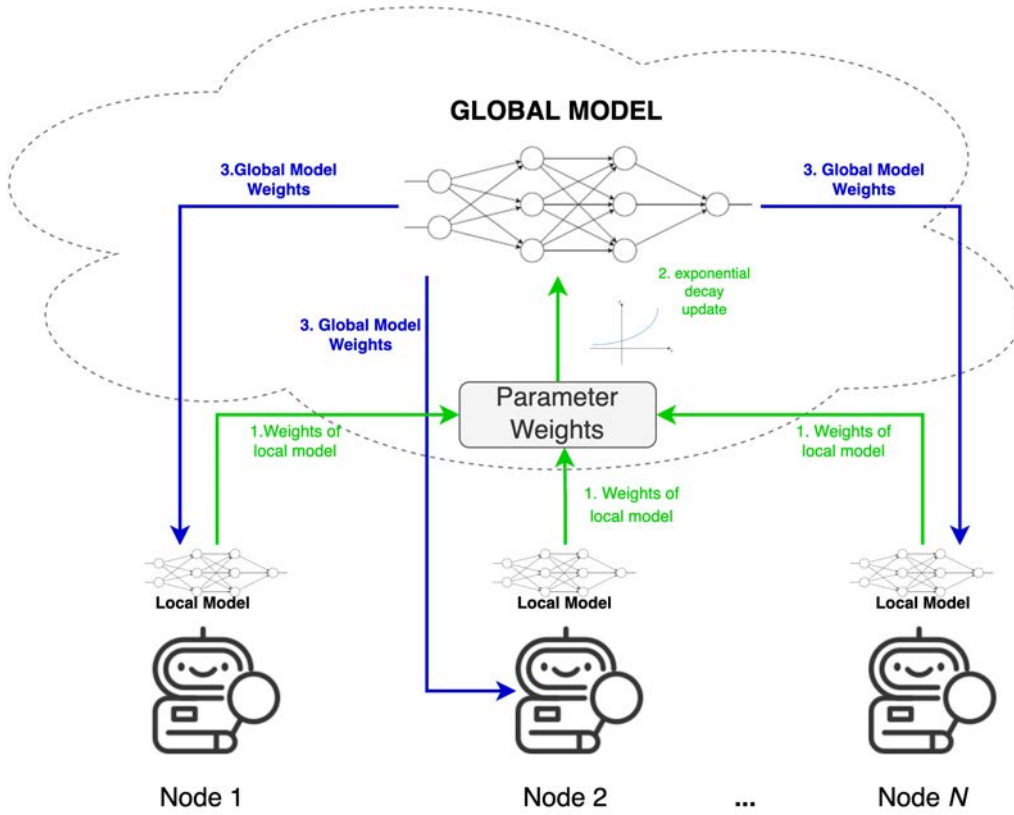 GLOBAL MODEL
3.Global Model
Weights
3. Global Model
Weights
2. exponential
decay
update
3. Global Model
Weights
Parameter
Weights
1.Weights of
local model
1. Weights of
local model
1. Weights of
local model
Local Model
Local Model
Local Model
Node 1
Node 2
...
Node N